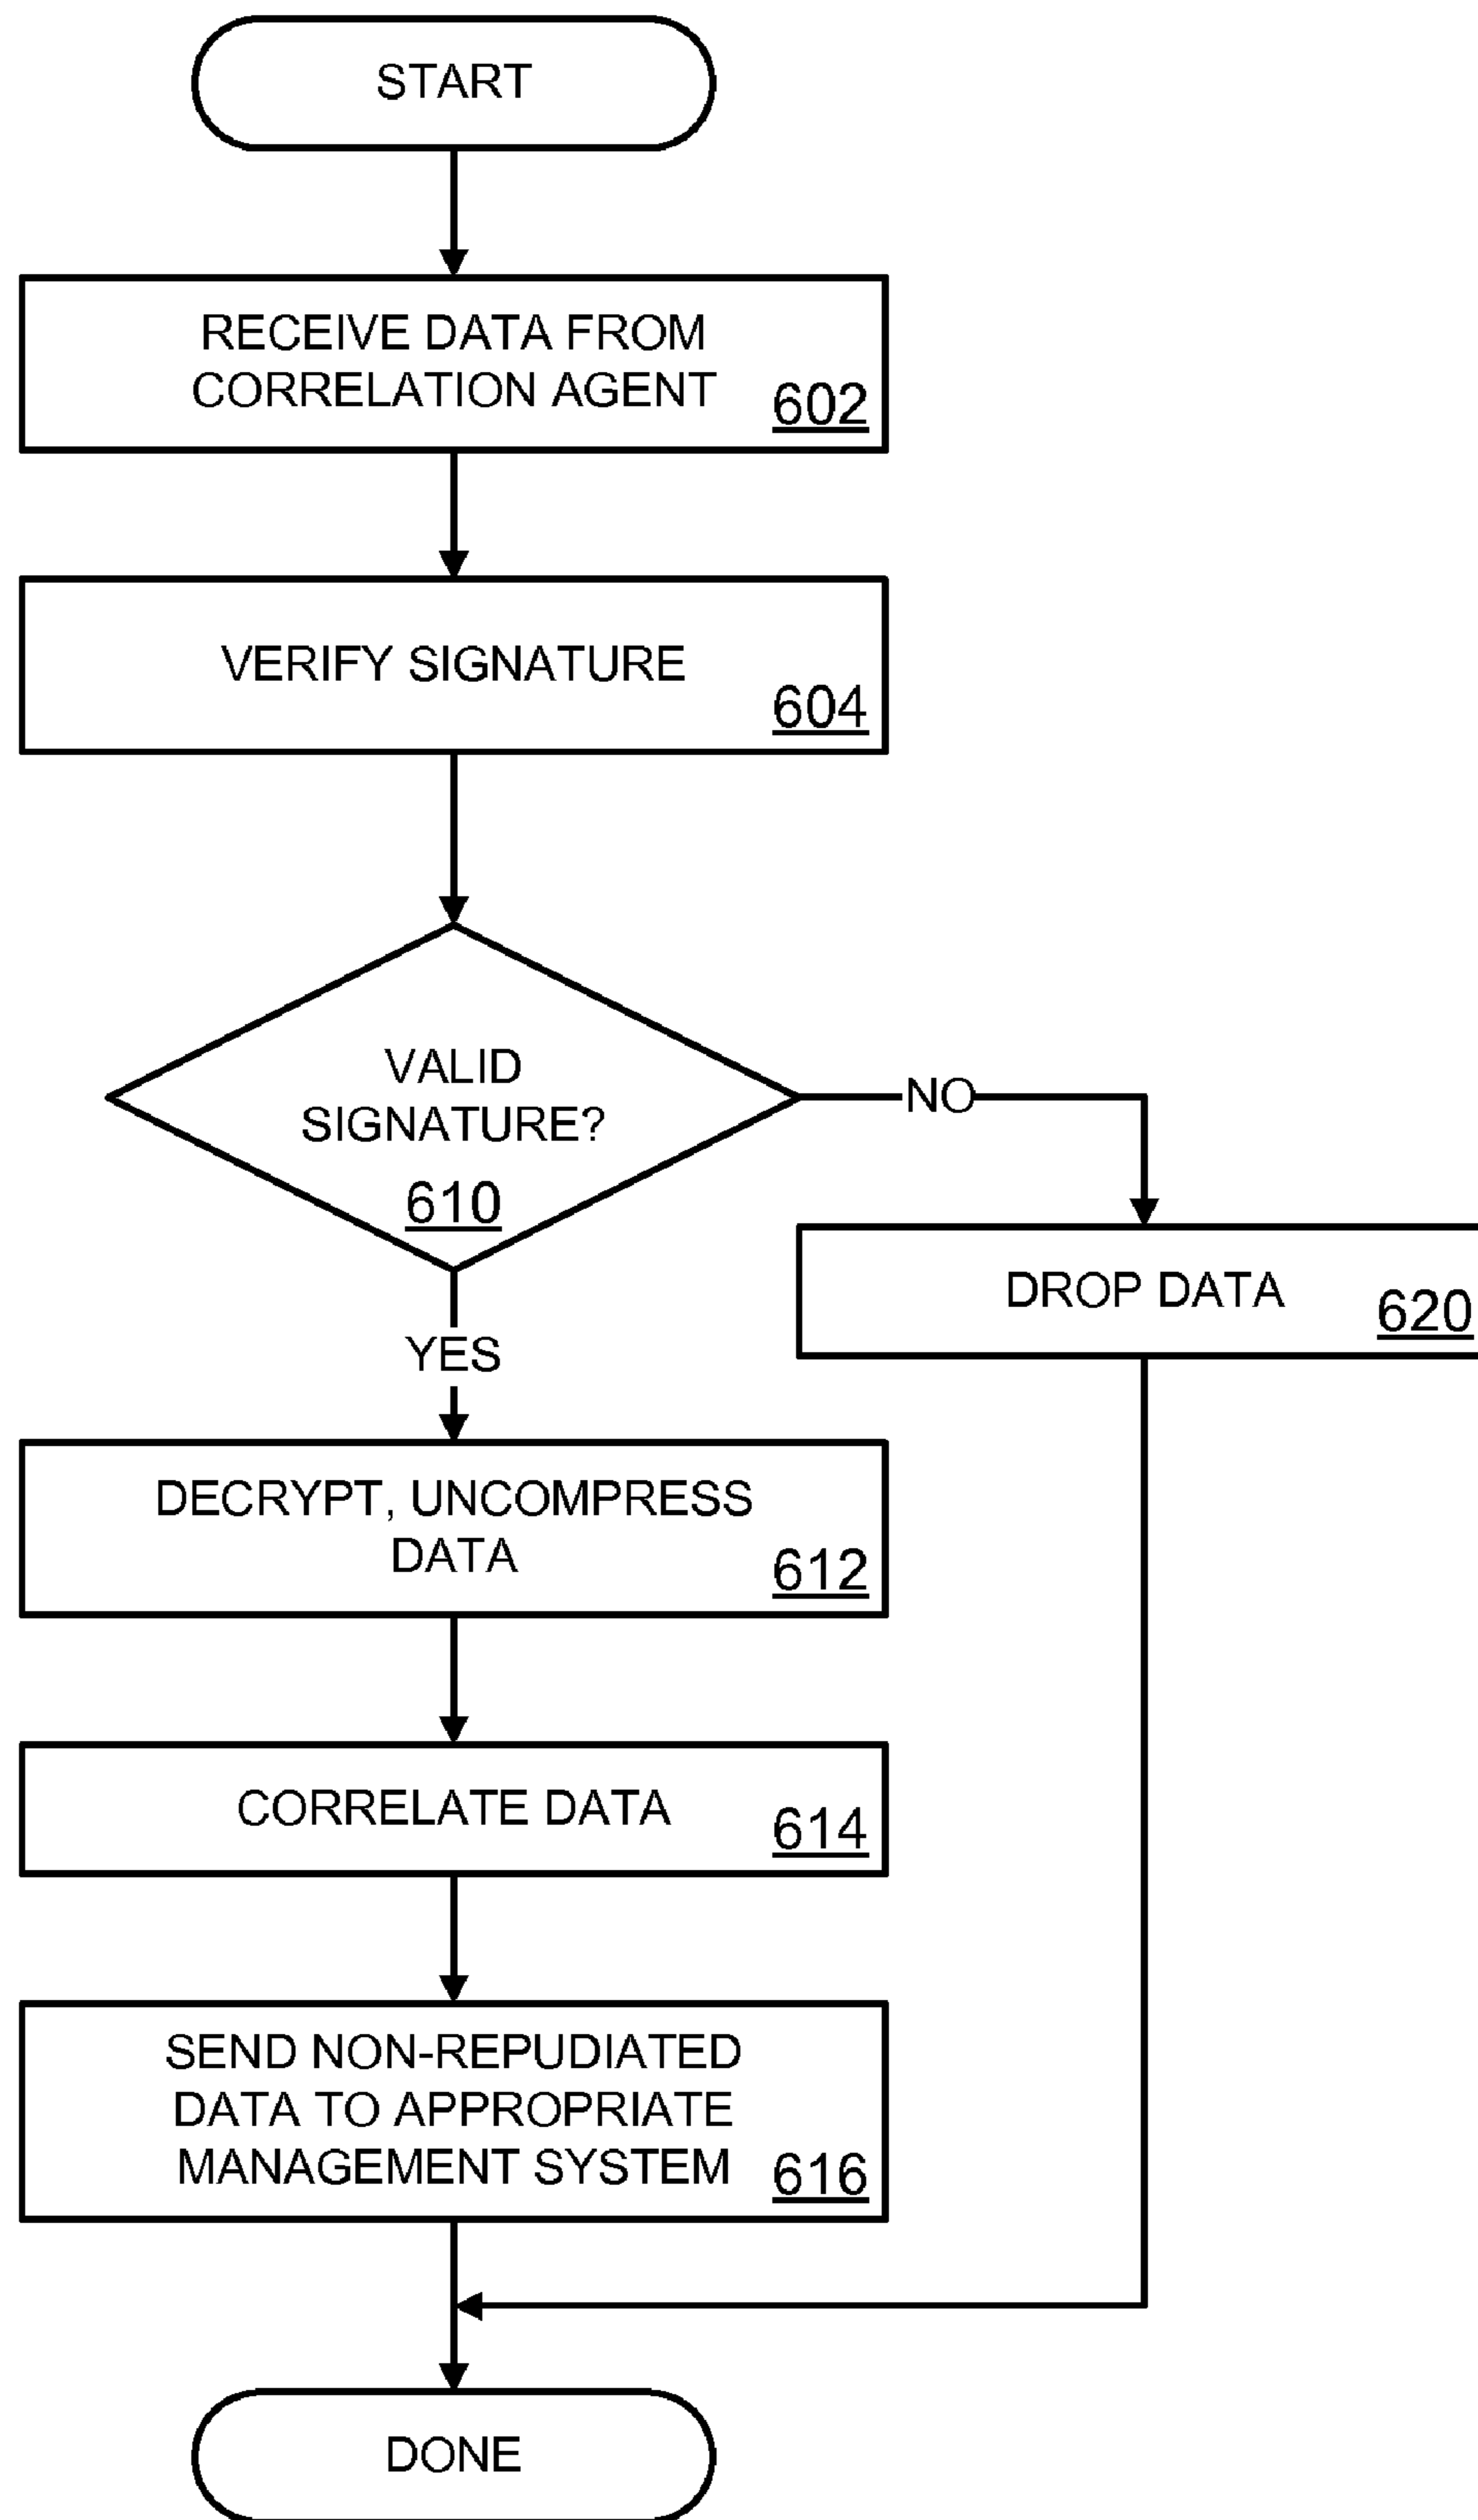 START
RECEIVE DATA FROM
CORRELATION AGENT
602
VERIFY SIGNATURE
604
VALID
SIGNATURE?
610
NO
DROP DATA
620
YES
DECRYPT, UNCOMPRESS
DATA
612
CORRELATE DATA
614
SEND NON-REPUDIATED
DATA TO APPROPRIATE
MANAGEMENT SYSTEM
616
DONE